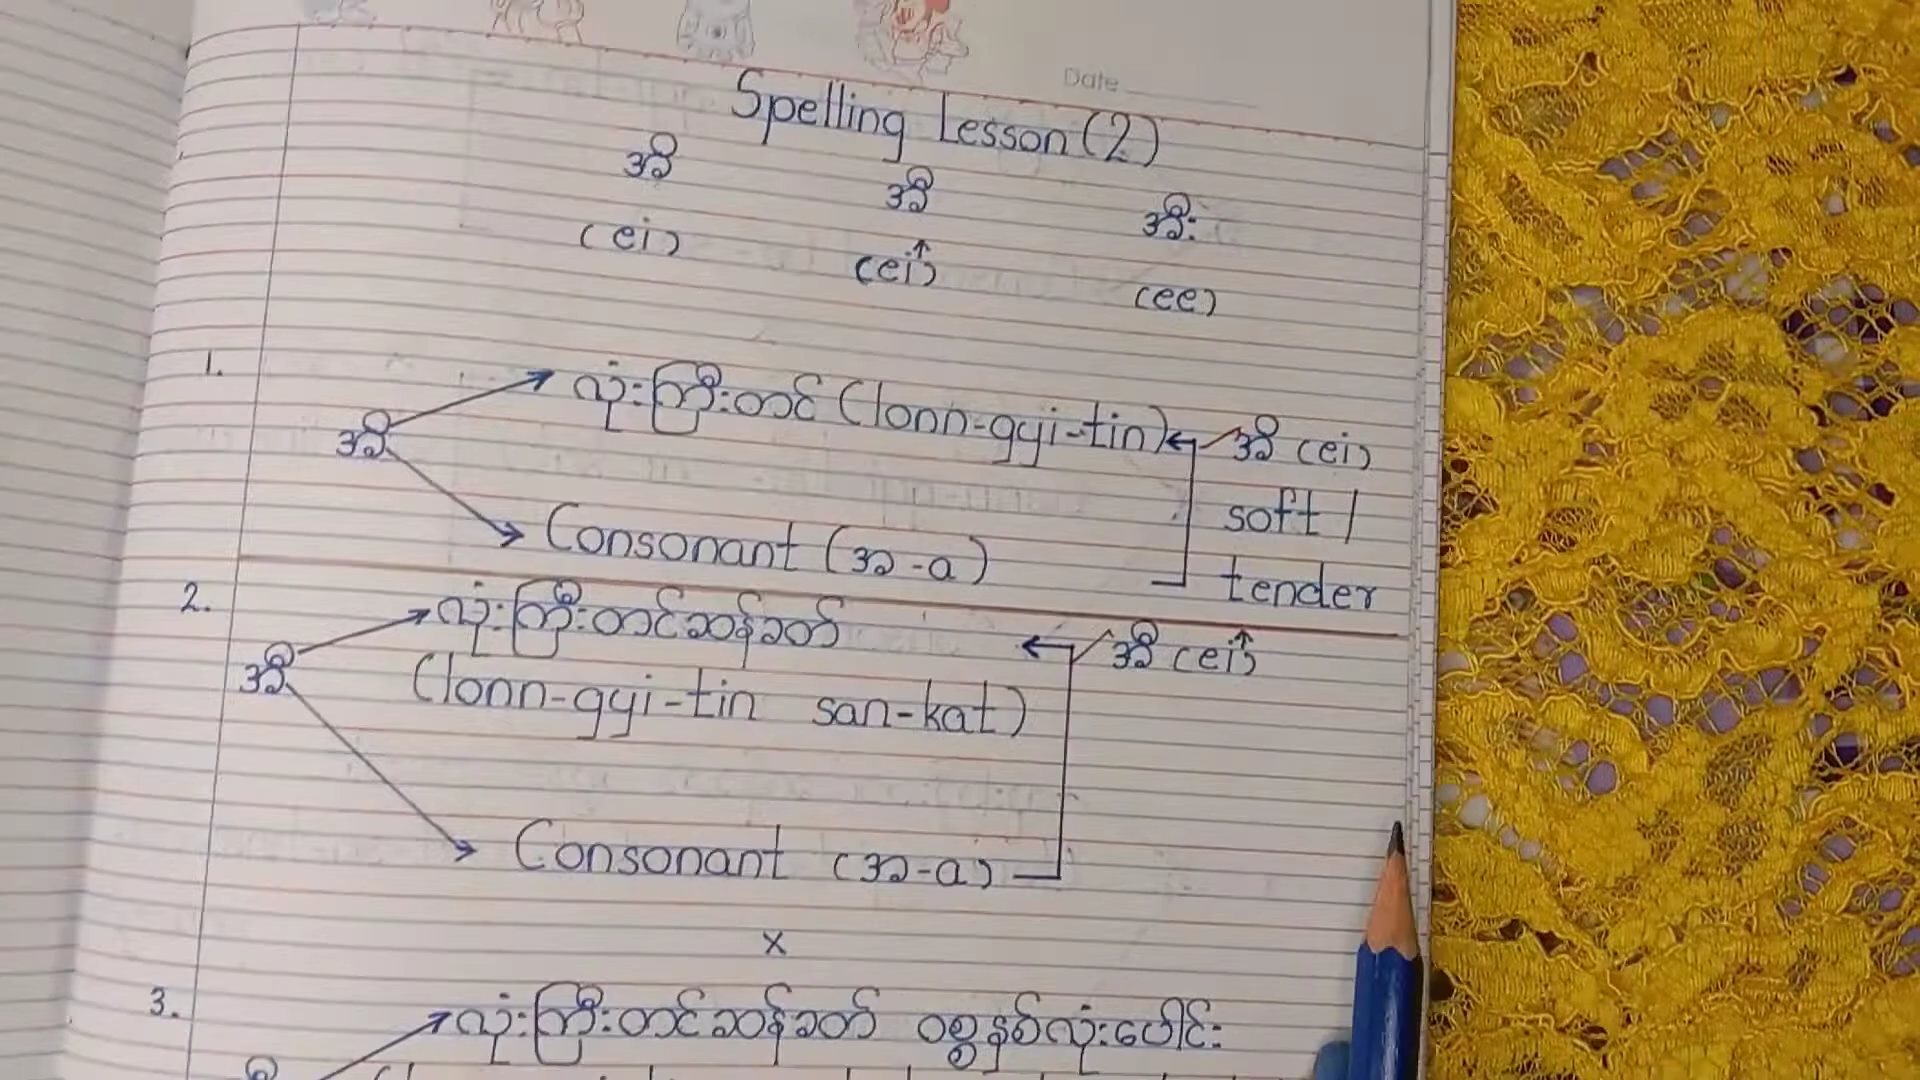 Date
Spelling Lesson (2)
အိ အီ အီး
(ei) (ei↑) (ee)
1.
အိ
လုံးကြီးတင် (lonn-gyi-tin) ← အိ (ei)
soft /
Consonant (အ-a)
tender
2.
အီ
လုံးကြီးတင်ဆန်ခတ်
အီ (ei↑)
(lonn-gyi-tin san-kat)
Consonant (အ-a)
x
3.
လုံးကြီးတင်ဆန်ခတ် ဝစ္စနှစ်လုံးပေါင်း